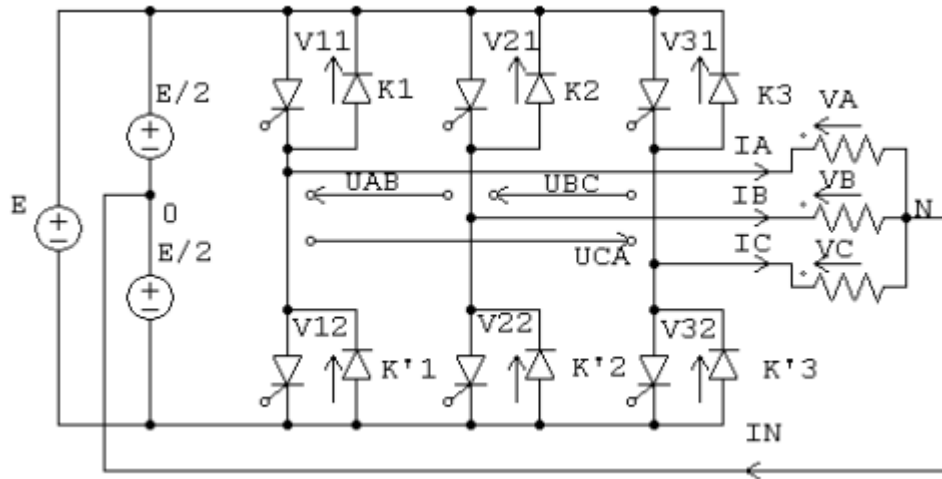 V11 V21 V31
E/2 K1 K2 K3 VA
IA
UAB UBC IB VB N
E 0
E/2 UCA IC VC
V12 V22 V32
K'1 K'2 K'3
IN